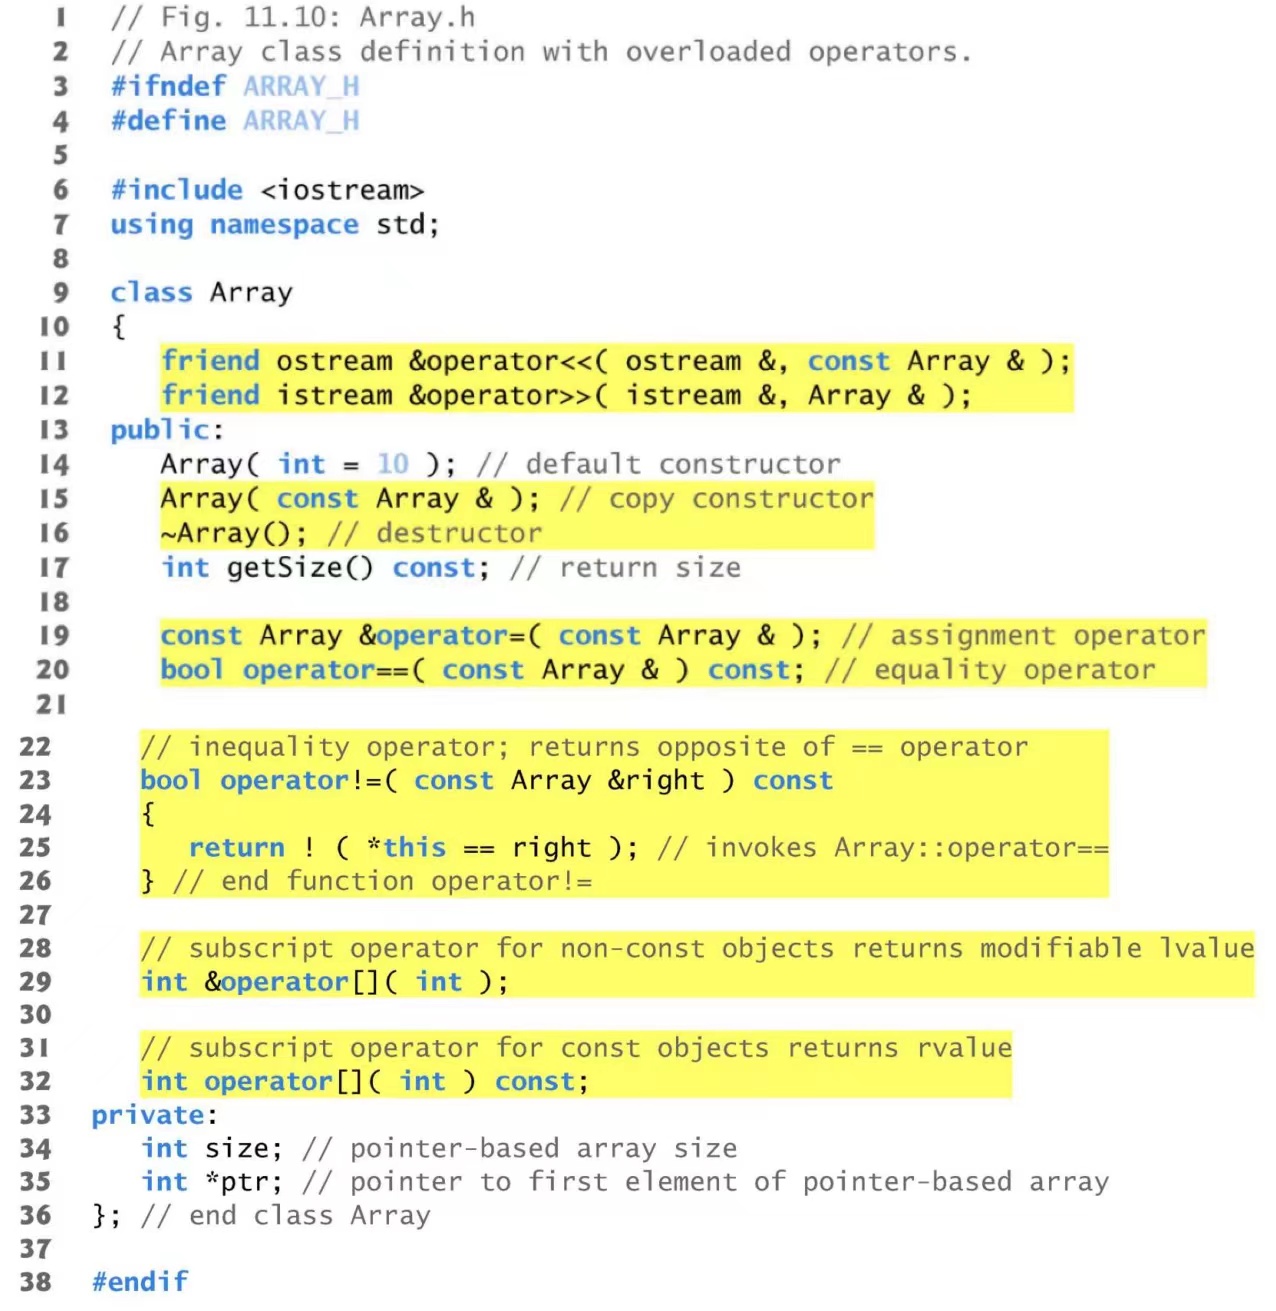 1 // Fig. 11.10: Array.h
2 // Array class definition with overloaded operators.
3 #ifndef ARRAY_H
4 #define ARRAY_H
5
6 #include <iostream>
7 using namespace std;
8
9 class Array
10 {
11 friend ostream &operator<<( ostream &, const Array & );
12 friend istream &operator>>( istream &, Array & );
13 public:
14 Array( int = 10 ); // default constructor
15 Array( const Array & ); // copy constructor
16 ~Array(); // destructor
17 int getSize() const; // return size
18
19 const Array &operator=( const Array & ); // assignment operator
20 bool operator==( const Array & ) const; // equality operator
21
22 // inequality operator; returns opposite of == operator
23 bool operator!=( const Array &right ) const
24 {
25 return ! ( *this == right ); // invokes Array::operator==
26 } // end function operator!=
27
28 // subscript operator for non-const objects returns modifiable lvalue
29 int &operator[]( int );
30
31 // subscript operator for const objects returns rvalue
32 int operator[]( int ) const;
33 private:
34 int size; // pointer-based array size
35 int *ptr; // pointer to first element of pointer-based array
36 }; // end class Array
37
38 #endif